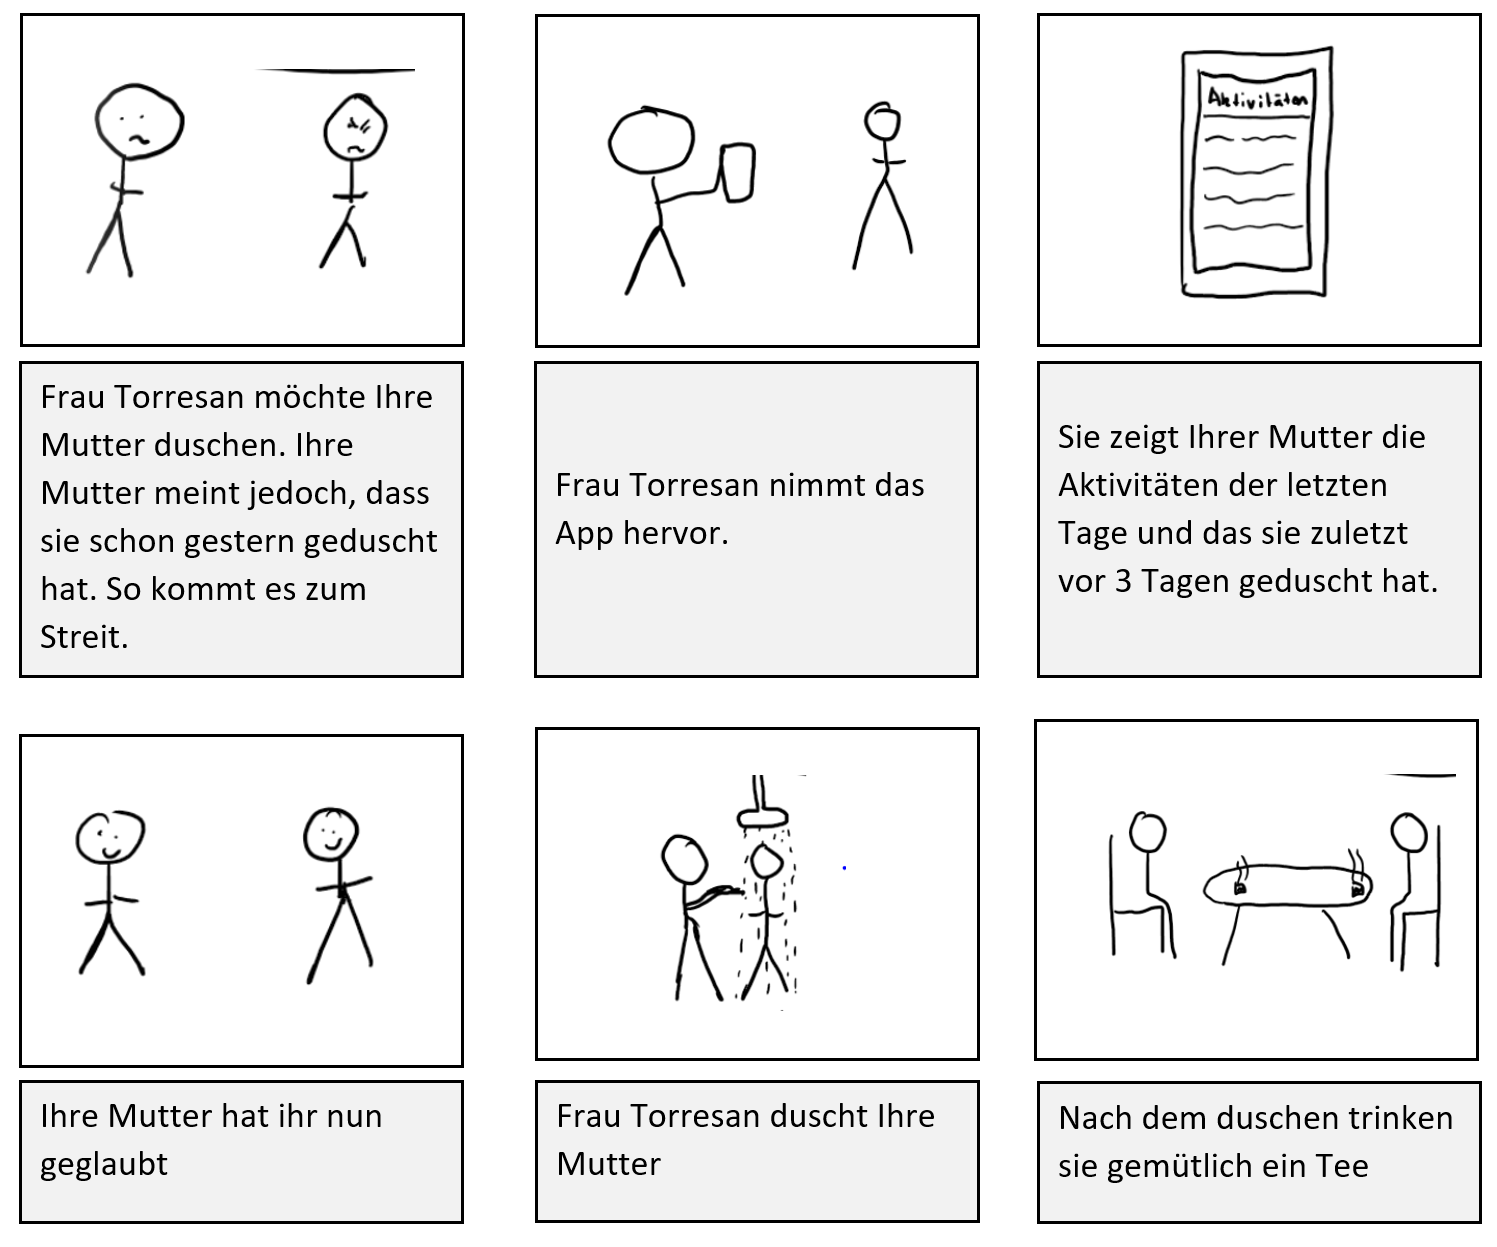 Aktivitäten
Frau Torresan möchte Ihre
Mutter duschen. Ihre
Mutter meint jedoch, dass
sie schon gestern geduscht
hat. So kommt es zum
Streit.
Frau Torresan nimmt das
App hervor.
Sie zeigt Ihrer Mutter die
Aktivitäten der letzten
Tage und das sie zuletzt
vor 3 Tagen geduscht hat.
Ihre Mutter hat ihr nun
geglaubt
Frau Torresan duscht Ihre
Mutter
Nach dem duschen trinken
sie gemütlich ein Tee